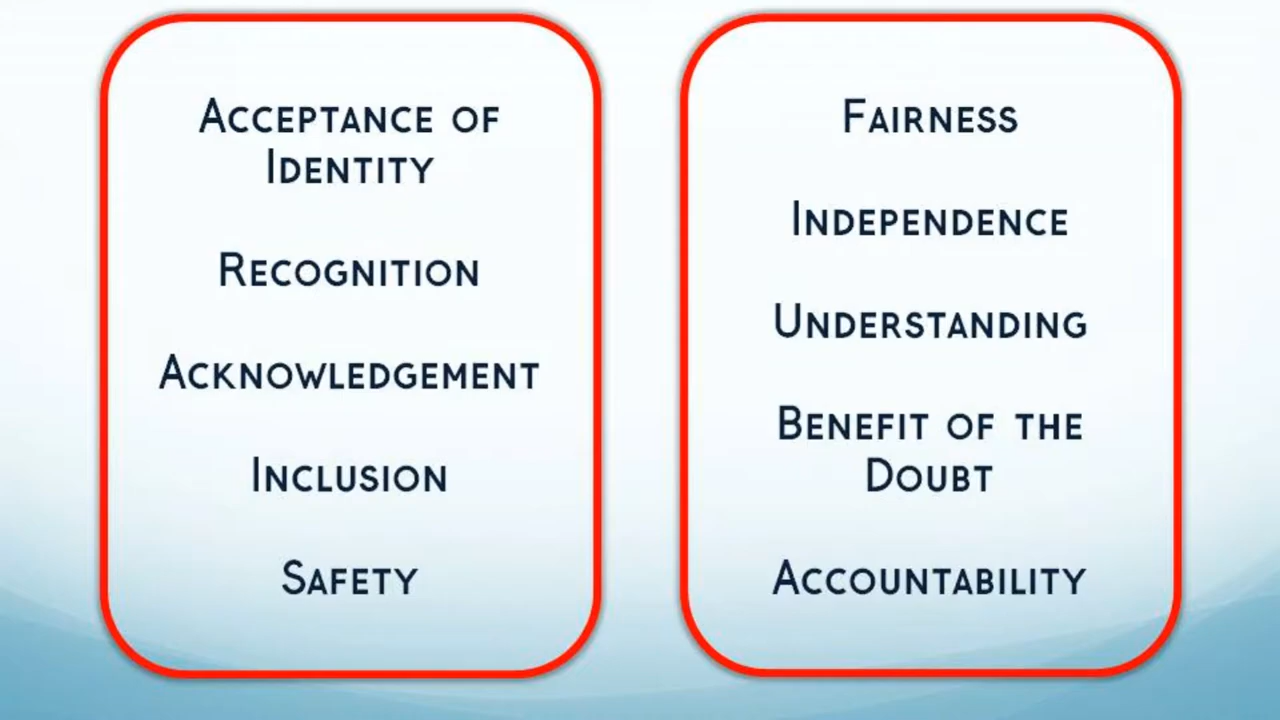 Acceptance of
Identity
Recognition
Acknowledgement
Inclusion
Safety
Fairness
Independence
Understanding
Benefit of the
Doubt
Accountability